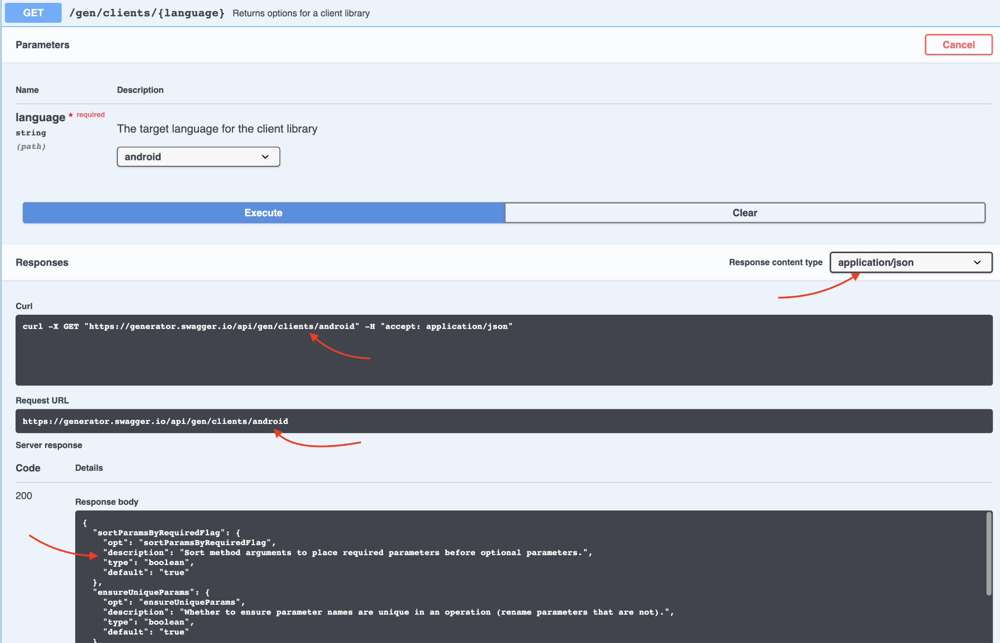 GET /gen/clients/{language} Returns options for a client library
Parameters
Cancel
Name Description
language * required
string
(path)
The target language for the client library
android
Execute
Clear
Responses
Response content type application/json
Curl
curl -X GET "https://generator.swagger.io/api/gen/clients/android" -H "accept: application/json"
Request URL
https://generator.swagger.io/api/gen/clients/android
Server response
Code Details
200
Response body
{
  "sortParamsByRequiredFlag": {
    "opt": "sortParamsByRequiredFlag",
    "description": "Sort method arguments to place required parameters before optional parameters.",
    "type": "boolean",
    "default": "true"
  },
  "ensureUniqueParams": {
    "opt": "ensureUniqueParams",
    "description": "Whether to ensure parameter names are unique in an operation (rename parameters that are not).",
    "type": "boolean",
    "default": "true"
  },